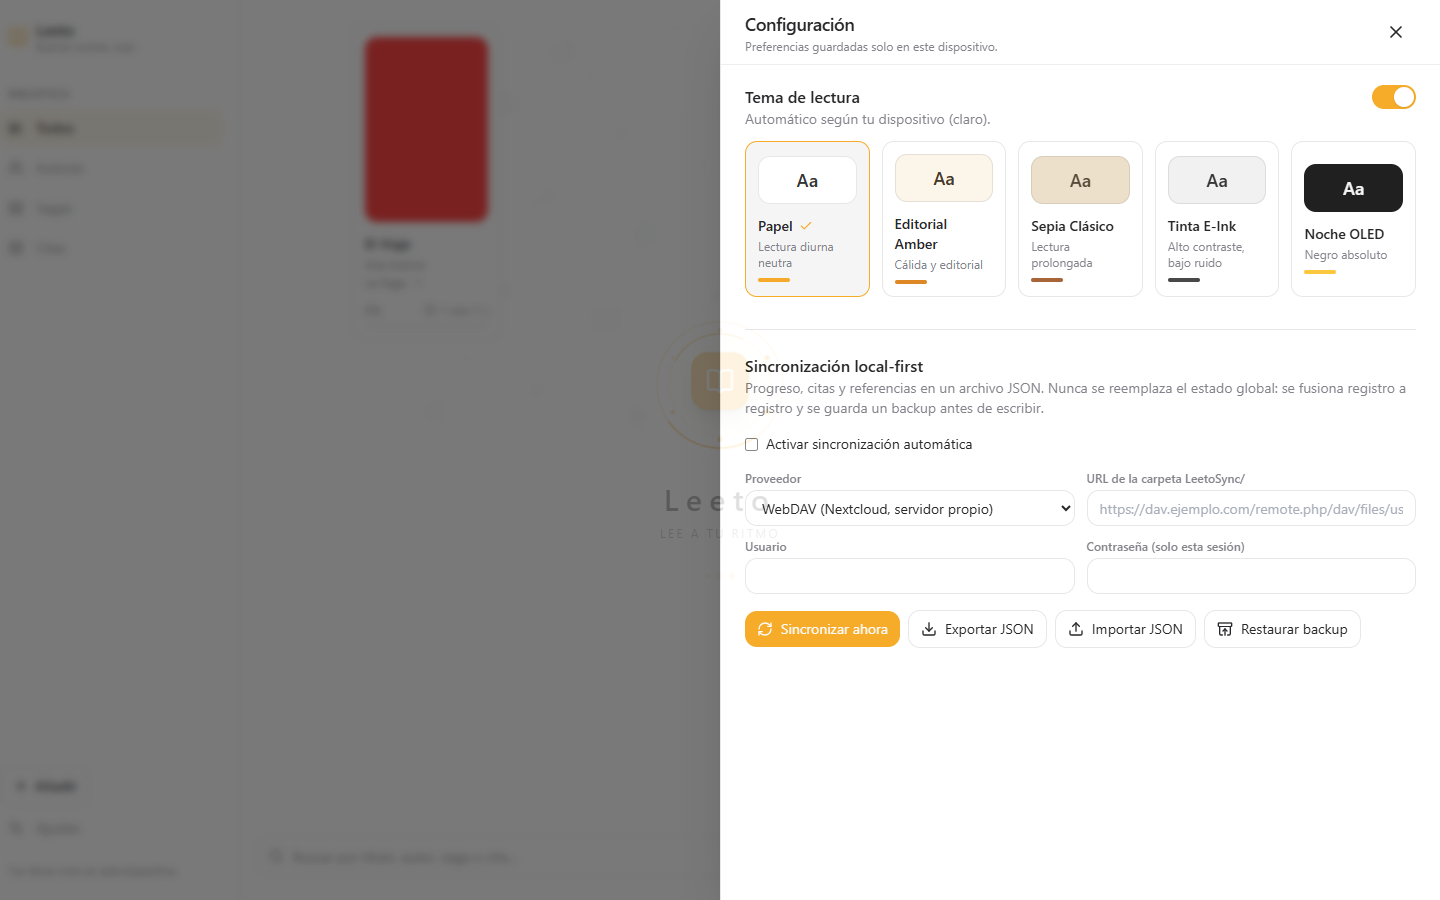 Configuración
Preferencias guardadas solo en este dispositivo.
Tema de lectura
Automático según tu dispositivo (claro).
Aa
Papel
Lectura diurna
neutra
Aa
Editorial
Amber
Cálida y editorial
Aa
Sepia Clásico
Lectura
prolongada
Aa
Tinta E-Ink
Alto contraste,
bajo ruido
Aa
Noche OLED
Negro absoluto
Sincronización local-first
Progreso, citas y referencias en un archivo JSON. Nunca se reemplaza el estado global: se fusiona registro a
registro y se guarda un backup antes de escribir.
Activar sincronización automática
Proveedor
WebDAV (Nextcloud, servidor propio)
URL de la carpeta LeetoSync/
https://dav.ejemplo.com/remote.php/dav/files/us
Usuario
Contraseña (solo esta sesión)
Sincronizar ahora
Exportar JSON
Importar JSON
Restaurar backup
Leeto
LEE A TU RITMO